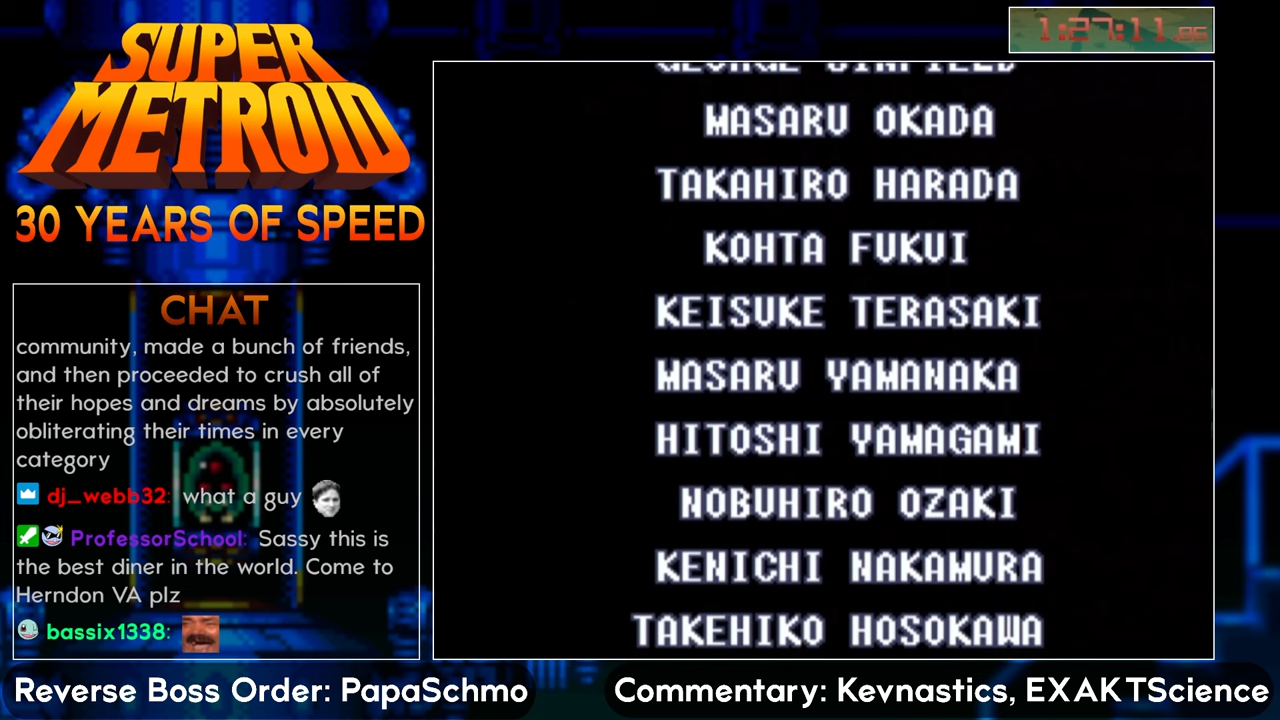 SUPER
METROID
30 YEARS OF SPEED
1:27:11.86
CHAT
community, made a bunch of friends,
and then proceeded to crush all of
their hopes and dreams by absolutely
obliterating their times in every
category
dj_webb32: what a guy
ProfessorSchool: Sassy this is
the best diner in the world. Come to
Herndon VA plz
bassix1338:
MASARU OKADA
TAKAHIRO HARADA
KOHTA FUKUI
KEISUKE TERASAKI
MASARU YAMANAKA
HITOSHI YAMAGAMI
NOBUHIRO OZAKI
KENICHI NAKAMURA
TAKEHIKO HOSOKAWA
Reverse Boss Order: PapaSchmo
Commentary: Kevnastics, EXAKTScience